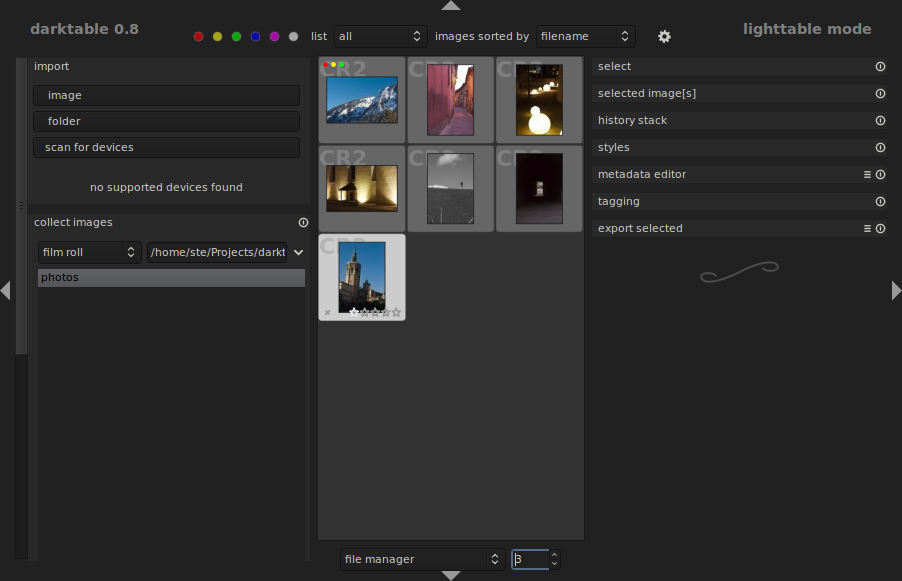 darktable 0.8
list all images sorted by filename
lighttable mode
import
image
folder
scan for devices
no supported devices found
collect images
film roll /home/ste/Projects/darkt
photos
CR2 CR2 CR2
CR2 CR2 CR2
CR2
select
selected image[s]
history stack
styles
metadata editor
tagging
export selected
file manager 3